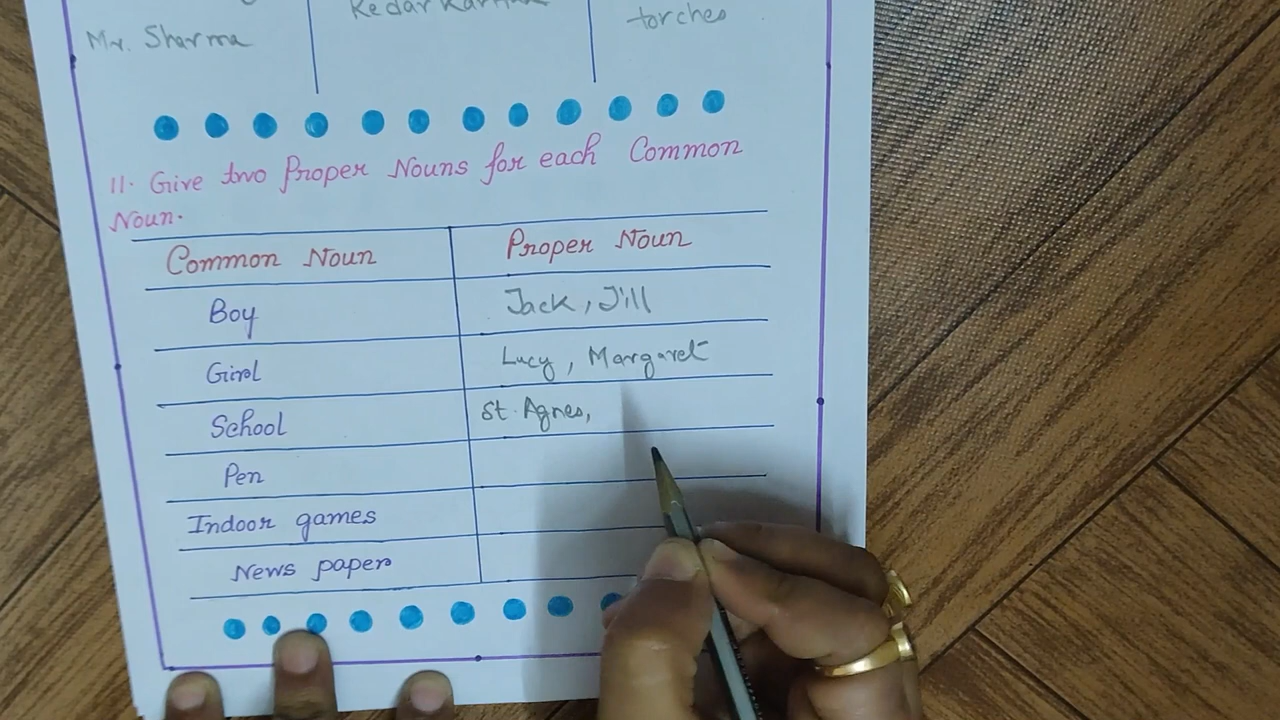 Mr. Sharma
Kedar
torches
11. Give two Proper Nouns for each Common
Noun.
Common Noun Proper Noun
Boy Jack, Jill
Girl Lucy, Margaret
School St. Agnes,
Pen
Indoor games
News paper